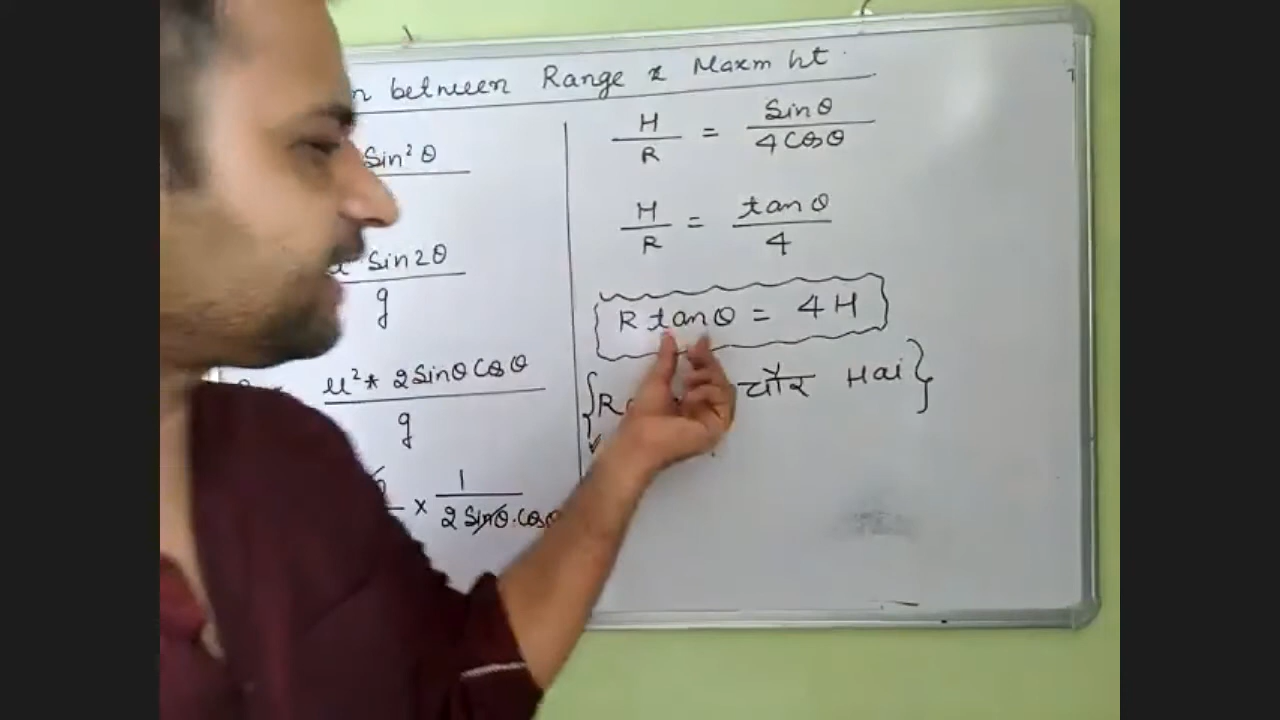 between Range & Maxm ht.
Sin²θ
Sin2θ
g
u² * 2Sinθ Cosθ
g
× 1
2 Sinθ.Cosθ
H/R = Sinθ/4Cosθ
H/R = tanθ/4
R tanθ = 4H
चौर Hai